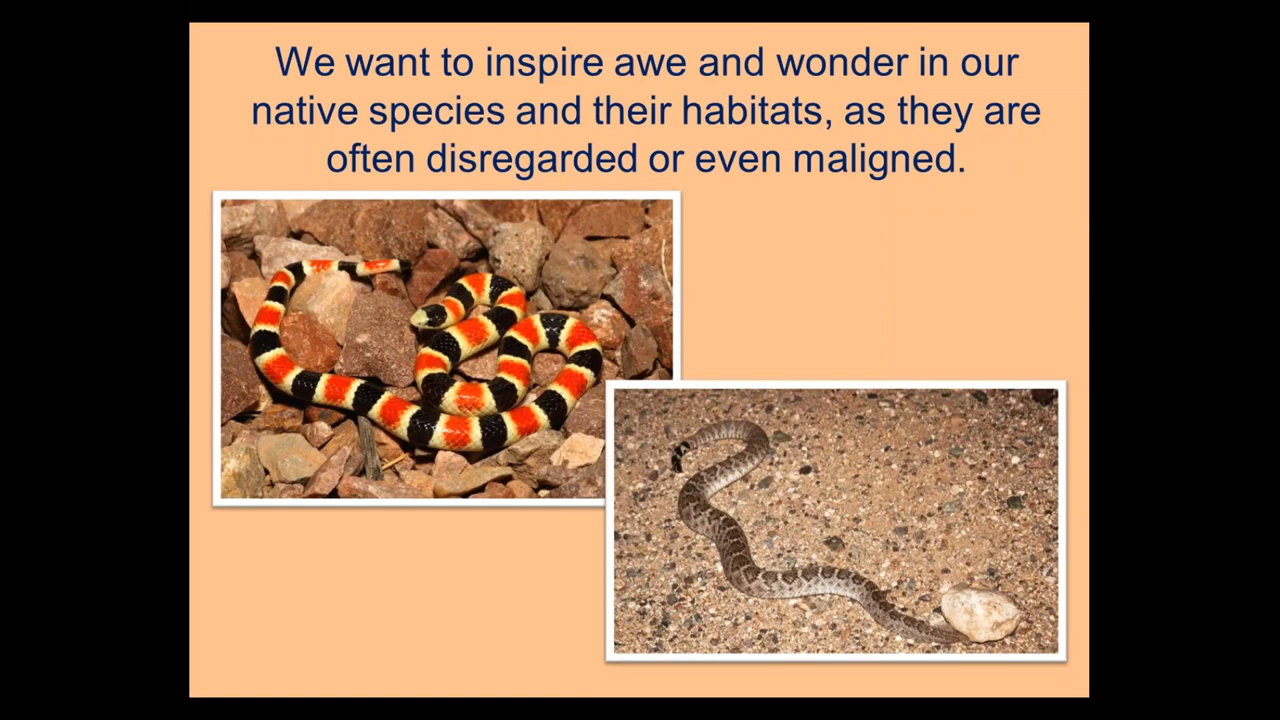 We want to inspire awe and wonder in our
native species and their habitats, as they are
often disregarded or even maligned.